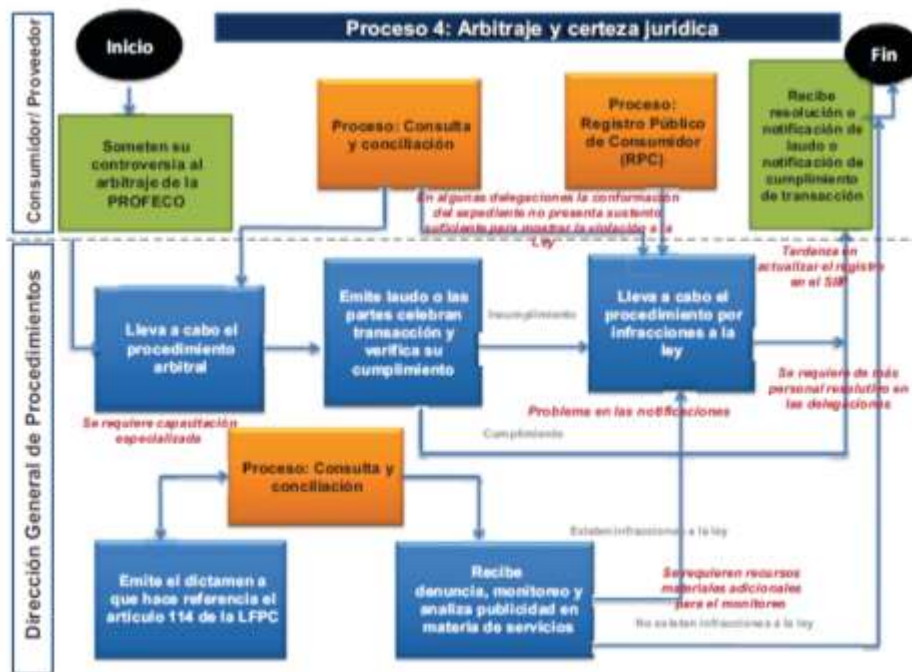 Proceso 4: Arbitraje y certeza jurídica
Inicio
Fin
Consumidor/ Proveedor
Someten su
controversia al
arbitraje de la
PROFECO
Proceso: Consulta
y conciliación
Proceso:
Registro Público
de Consumidor
(RPC)
Recibe
resolución o
notificación de
laudo o
notificación de
cumplimiento
de transacción
En algunas delegaciones la conformación
del expediente no presenta sustento
suficiente para mostrar la violación a la
Ley
Dirección General de Procedimientos
Lleva a cabo el
procedimiento
arbitral
Emite laudo o las
partes celebran
transacción y
verifica su
cumplimiento
Incumplimiento
Lleva a cabo el
procedimiento por
infracciones a la
ley
Tardanza en
actualizar el registro
en el
Se requiere de más
personal resolutivo en
las delegaciones
Se requiere capacitación
especializada
Problema en las notificaciones
Cumplimiento
Proceso: Consulta y
conciliación
Existen infracciones a la ley
Emite el dictamen a
que hace referencia el
artículo 114 de la LFPC
Recibe
denuncia, monitoreo y
analiza publicidad en
materia de servicios
Se requieren recursos
materiales adicionales
para el monitoreo
No existen infracciones a la ley